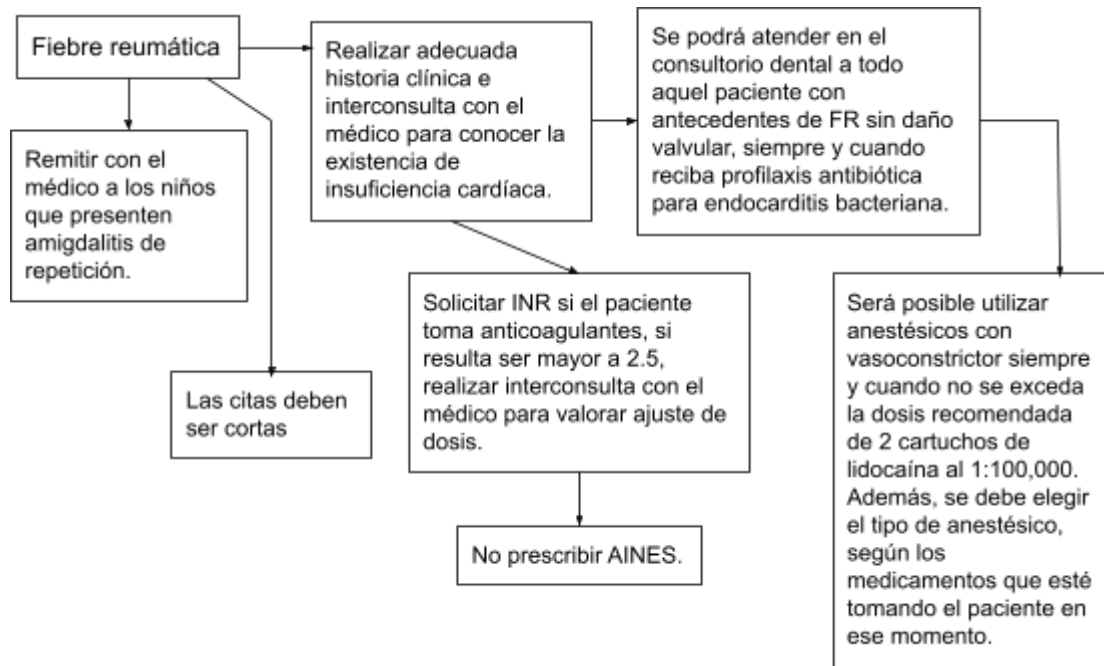 Fiebre reumática
Realizar adecuada
historia clínica e
interconsulta con el
médico para conocer la
existencia de
insuficiencia cardíaca.
Se podrá atender en el
consultorio dental a todo
aquel paciente con
antecedentes de FR sin daño
valvular, siempre y cuando
reciba profilaxis antibiótica
para endocarditis bacteriana.
Remitir con el
médico a los niños
que presenten
amigdalitis de
repetición.
Solicitar INR si el paciente
toma anticoagulantes, si
resulta ser mayor a 2.5,
realizar interconsulta con el
médico para valorar ajuste de
dosis.
Será posible utilizar
anestésicos con
vasoconstrictor siempre
y cuando no se exceda
la dosis recomendada
de 2 cartuchos de
lidocaína al 1:100,000.
Además, se debe elegir
el tipo de anestésico,
según los
medicamentos que esté
tomando el paciente en
ese momento.
Las citas deben
ser cortas
No prescribir AINES.